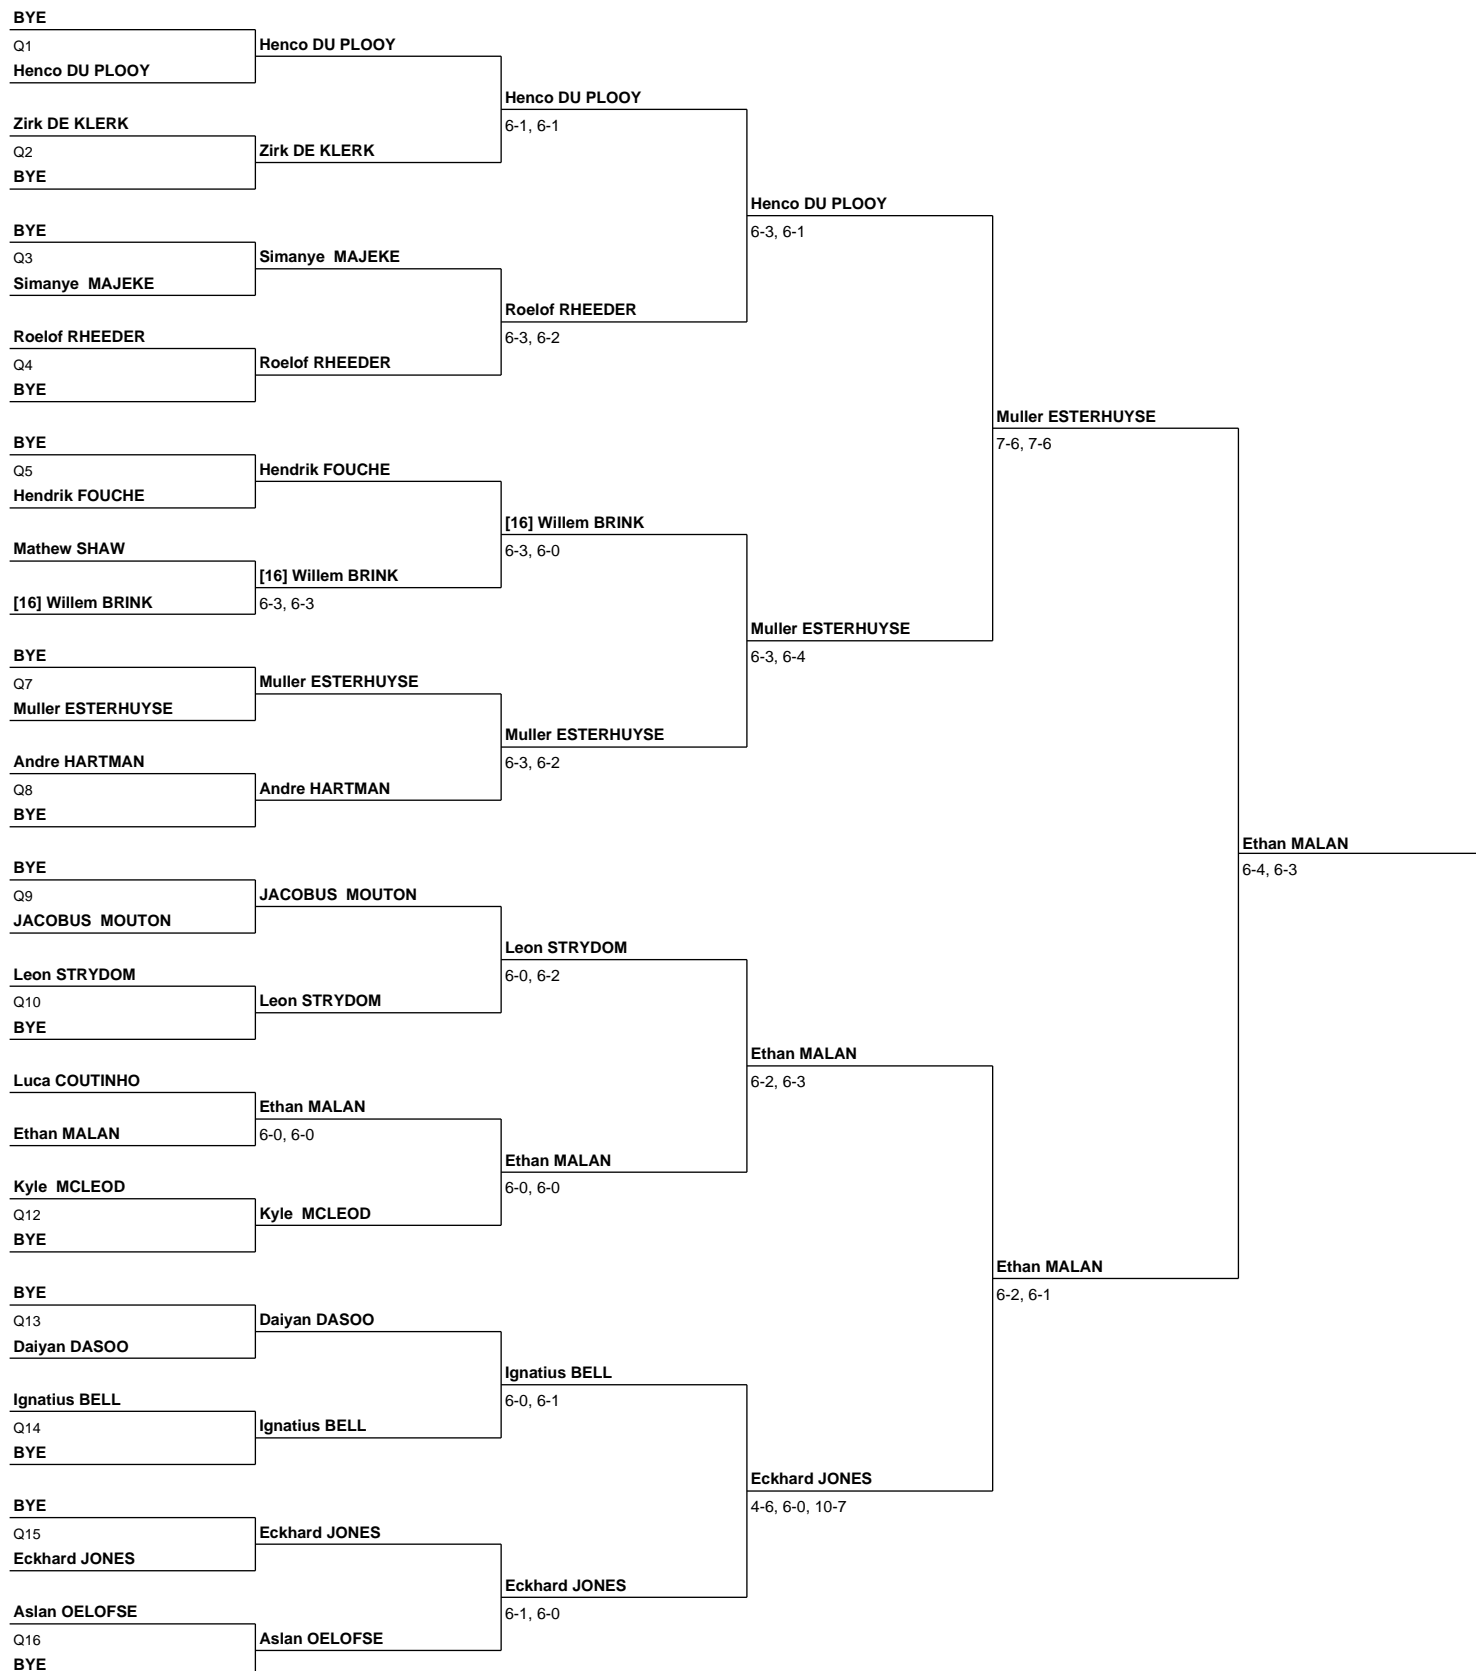 BYE
Q1
Henco DU PLOOY
Henco DU PLOOY
Henco DU PLOOY
6-1, 6-1
Zirk DE KLERK
Q2
Zirk DE KLERK
BYE
Henco DU PLOOY
6-3, 6-1
BYE
Q3
Simanye  MAJEKE
Simanye  MAJEKE
Roelof RHEEDER
6-3, 6-2
Roelof RHEEDER
Q4
Roelof RHEEDER
BYE
Muller ESTERHUYSE
7-6, 7-6
BYE
Q5
Hendrik FOUCHE
Hendrik FOUCHE
[16] Willem BRINK
6-3, 6-0
Mathew SHAW
[16] Willem BRINK
[16] Willem BRINK
6-3, 6-3
Muller ESTERHUYSE
6-3, 6-4
BYE
Q7
Muller ESTERHUYSE
Muller ESTERHUYSE
Muller ESTERHUYSE
6-3, 6-2
Andre HARTMAN
Q8
Andre HARTMAN
BYE
Ethan MALAN
6-4, 6-3
BYE
Q9
JACOBUS  MOUTON
JACOBUS  MOUTON
Leon STRYDOM
6-0, 6-2
Leon STRYDOM
Q10
Leon STRYDOM
BYE
Ethan MALAN
6-2, 6-3
Luca COUTINHO
Ethan MALAN
Ethan MALAN
6-0, 6-0
Ethan MALAN
6-0, 6-0
Kyle  MCLEOD
Q12
Kyle  MCLEOD
BYE
Ethan MALAN
6-2, 6-1
BYE
Q13
Daiyan DASOO
Daiyan DASOO
Ignatius BELL
6-0, 6-1
Ignatius BELL
Q14
Ignatius BELL
BYE
Eckhard JONES
4-6, 6-0, 10-7
BYE
Q15
Eckhard JONES
Eckhard JONES
Eckhard JONES
6-1, 6-0
Aslan OELOFSE
Q16
Aslan OELOFSE
BYE